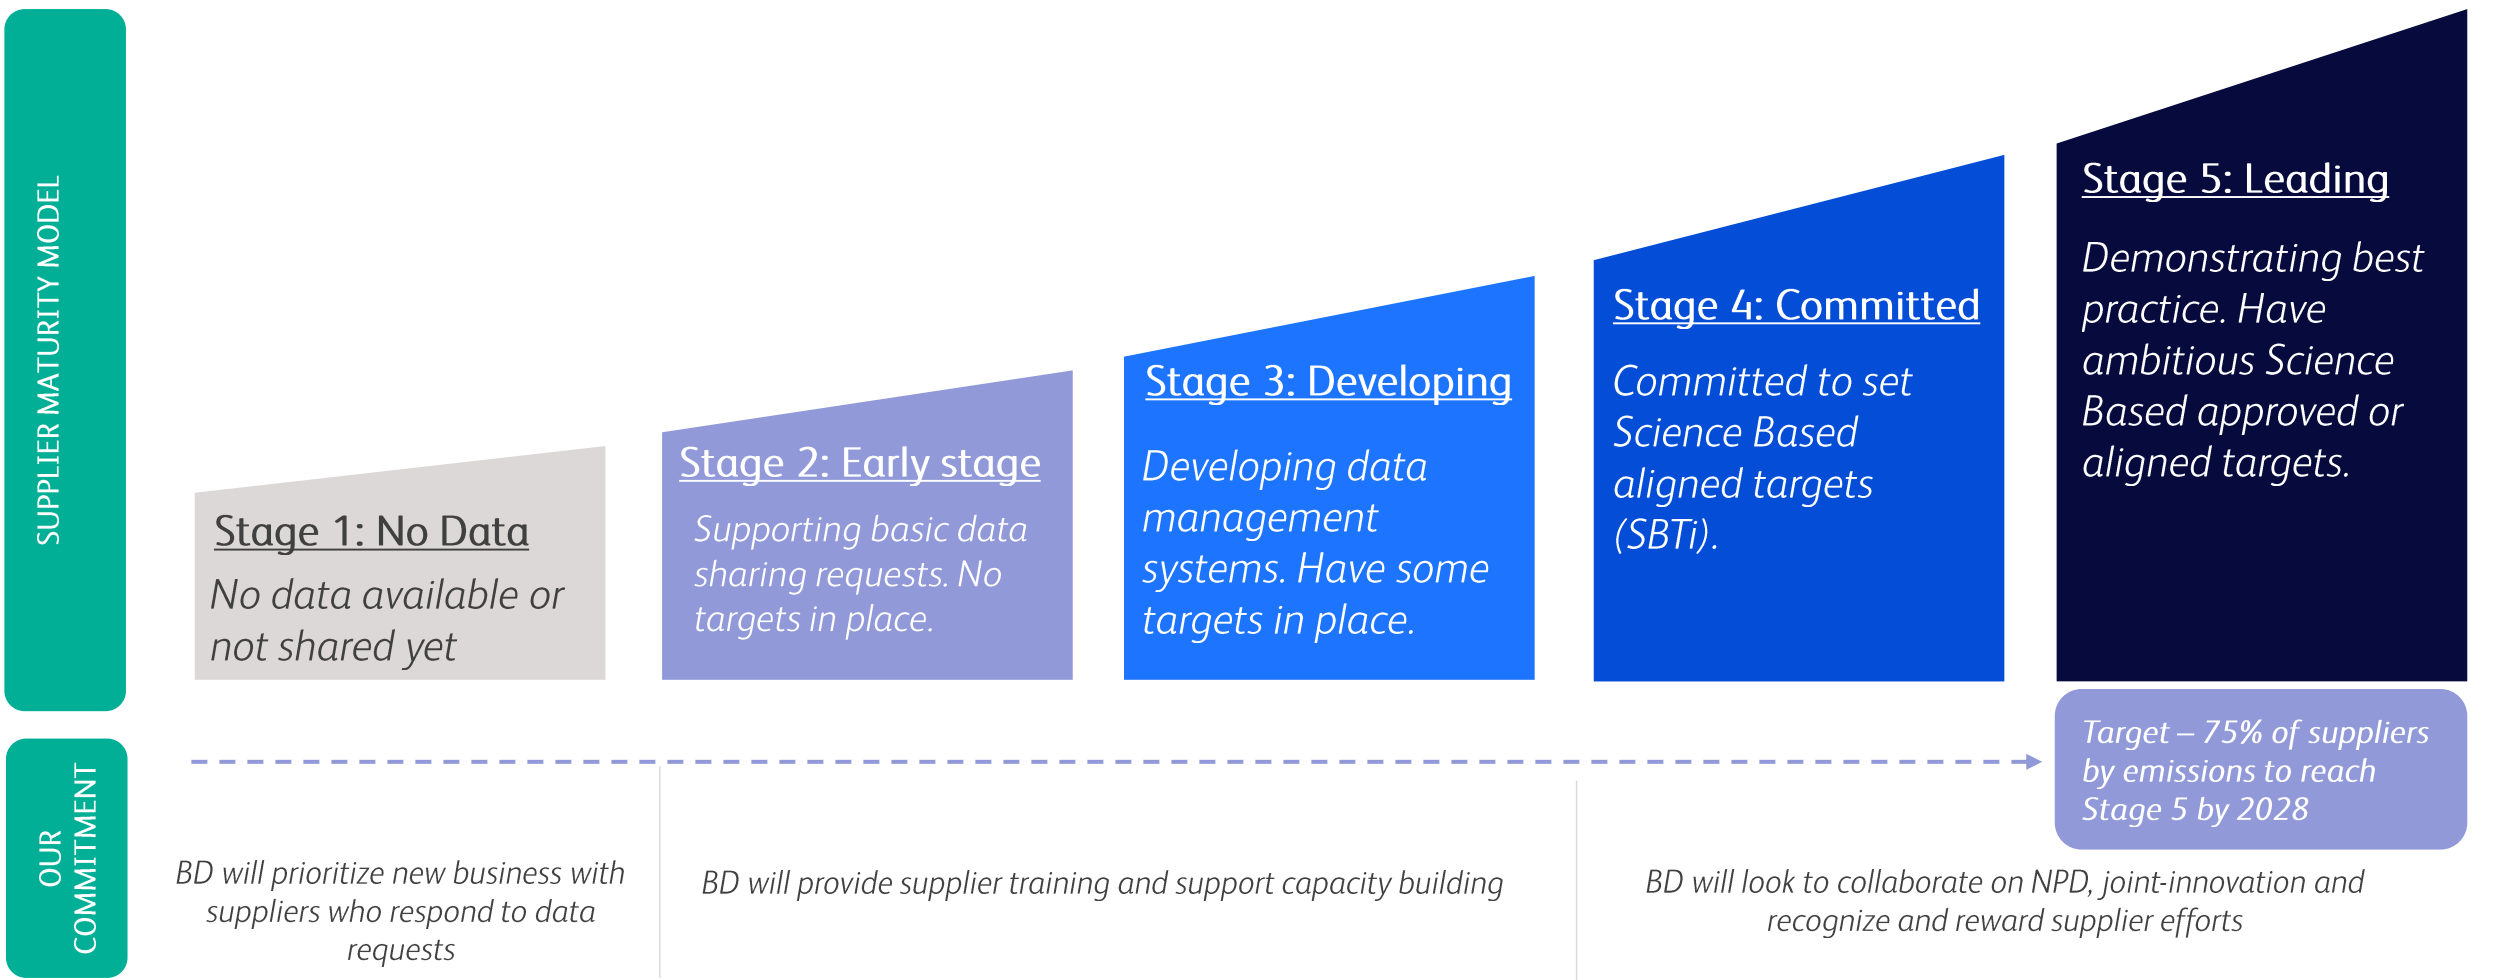 SUPPLIER MATURITY MODEL
Stage 1: No Data
No data available or
not shared yet
Stage 2: Early stage
Supporting basic data
sharing requests. No
targets in place.
Stage 3: Developing
Developing data
management
systems. Have some
targets in place.
Stage 4: Committed
Committed to set
Science Based
aligned targets
(SBTi).
Stage 5: Leading
Demonstrating best
practice. Have
ambitious Science
Based approved or
aligned targets.
OUR
COMMITMENT
BD will prioritize new business with
suppliers who respond to data
requests
BD will provide supplier training and support capacity building
BD will look to collaborate on NPD, joint-innovation and
recognize and reward supplier efforts
Target – 75% of suppliers
by emissions to reach
Stage 5 by 2028